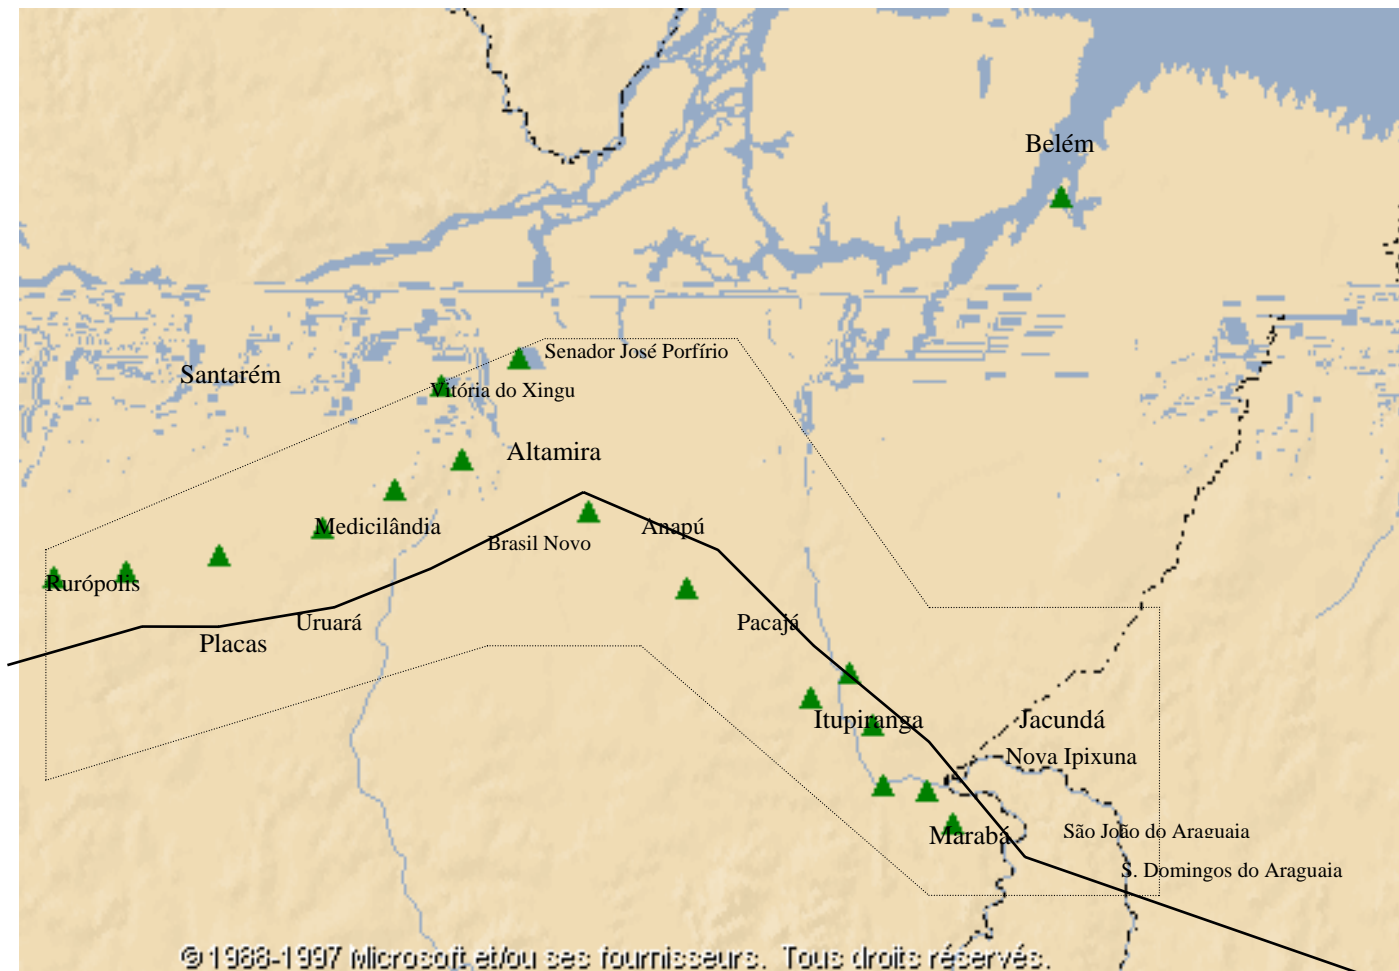 Belém
Senador José Porfírio
Santarém
Vitória do Xingu
Altamira
Medicilândia
Anapú
Brasil Novo
Rurópolis
Uruará
Pacajá
Placas
Itupiranga
Jacundá
Nova Ipixuna
Marabá
São João do Araguaia
S. Domingos do Araguaia
© 1988-1997 Microsoft et/ou ses fournisseurs. Tous droits réservés.